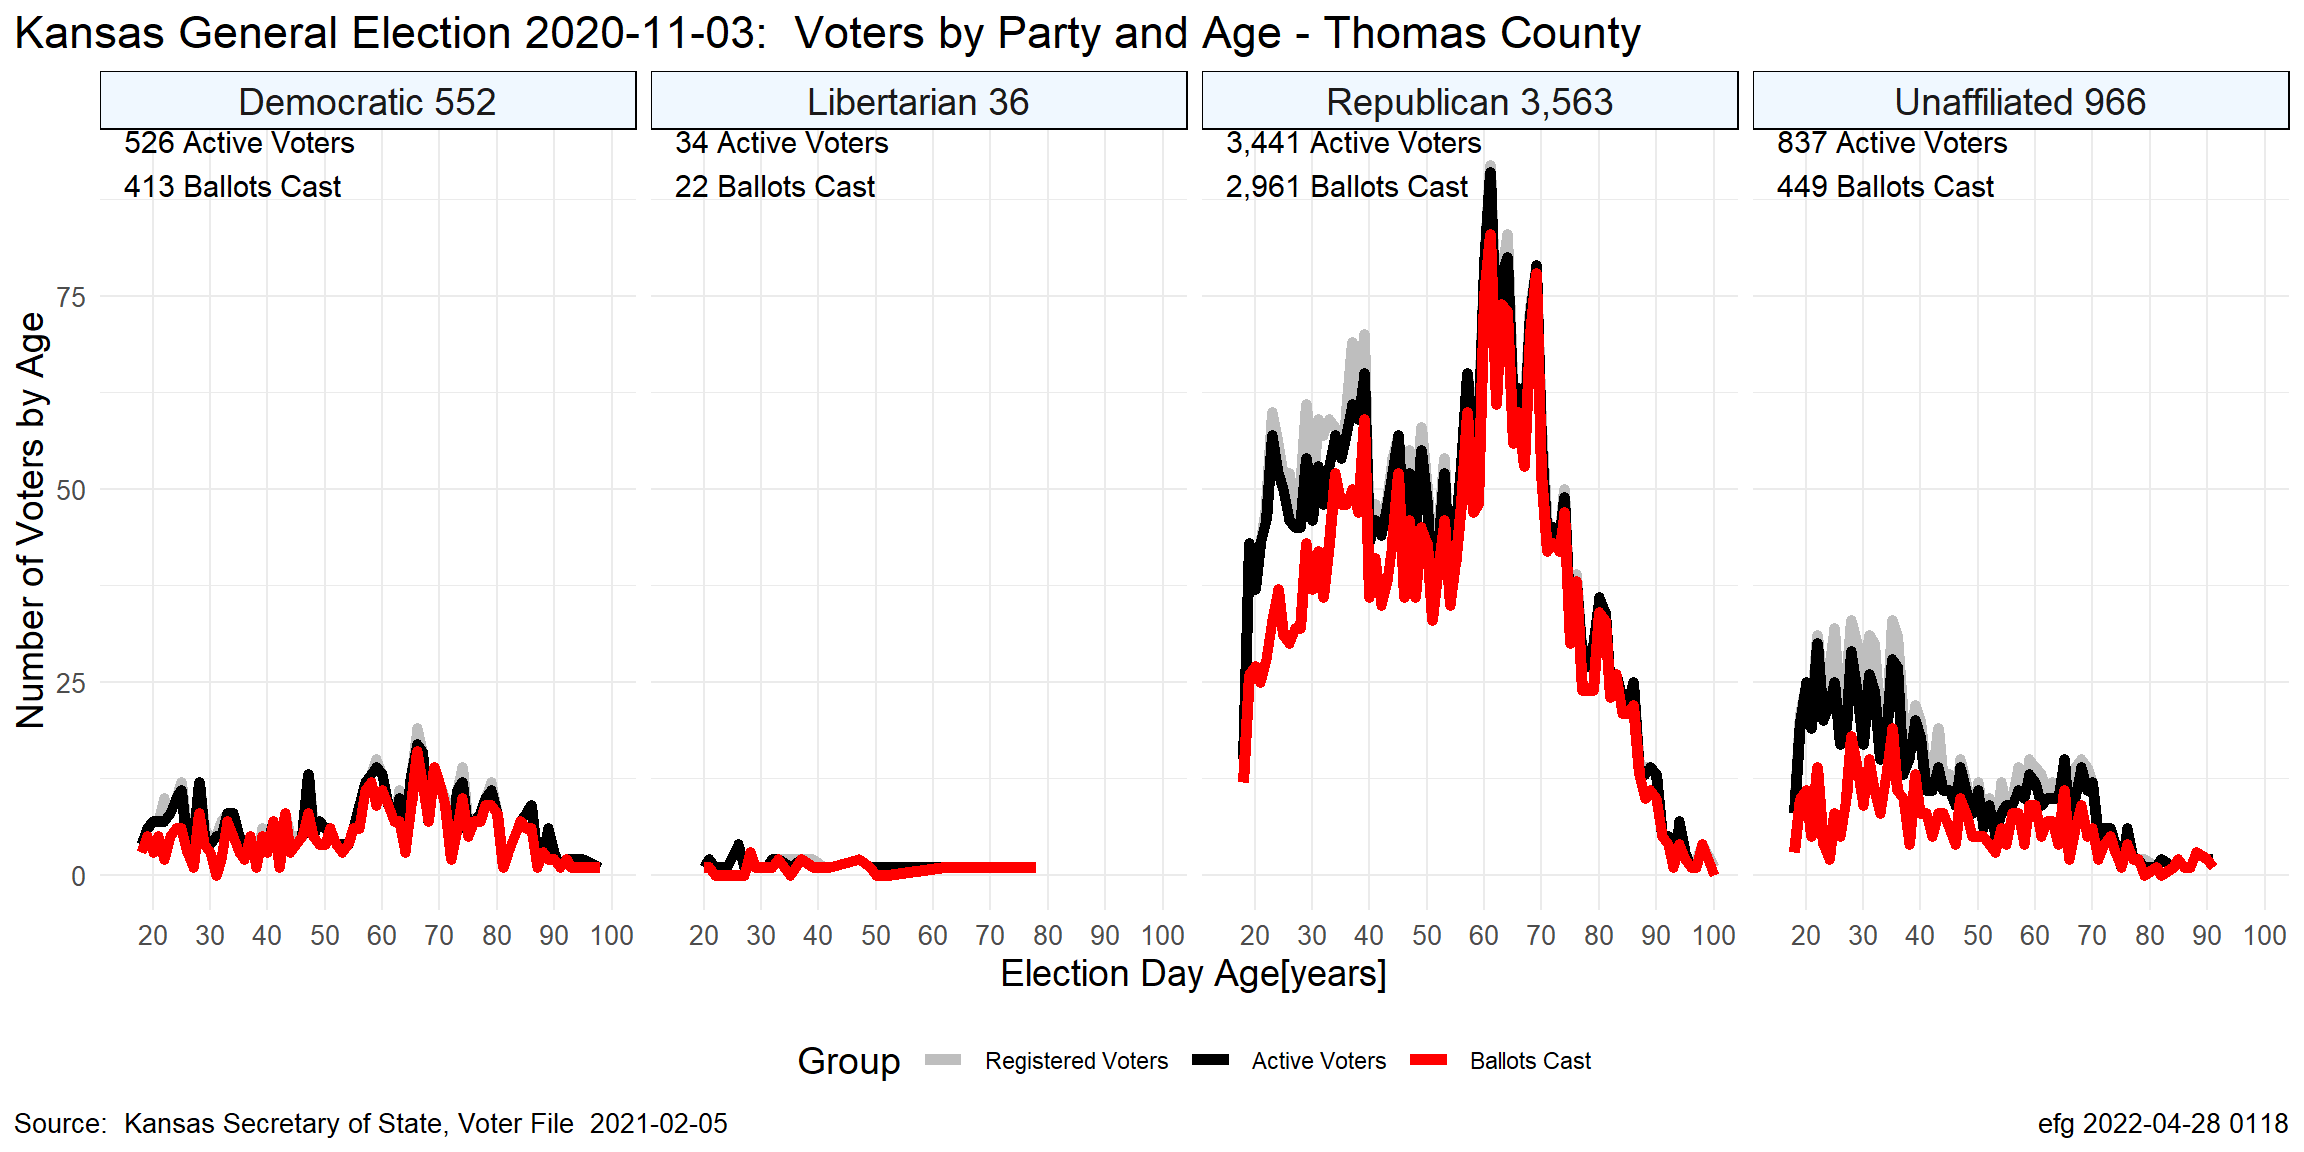 Kansas General Election 2020-11-03:  Voters by Party and Age - Thomas County
Democratic 552
Libertarian 36
Republican 3,563
Unaffiliated 966
526 Active Voters
413 Ballots Cast
34 Active Voters
22 Ballots Cast
3,441 Active Voters
2,961 Ballots Cast
837 Active Voters
449 Ballots Cast
Number of Voters by Age
75
50
25
0
20 30 40 50 60 70 80 90 100
20 30 40 50 60 70 80 90 100
20 30 40 50 60 70 80 90 100
20 30 40 50 60 70 80 90 100
Election Day Age[years]
Group Registered Voters Active Voters Ballots Cast
Source:  Kansas Secretary of State, Voter File  2021-02-05
efg 2022-04-28 0118